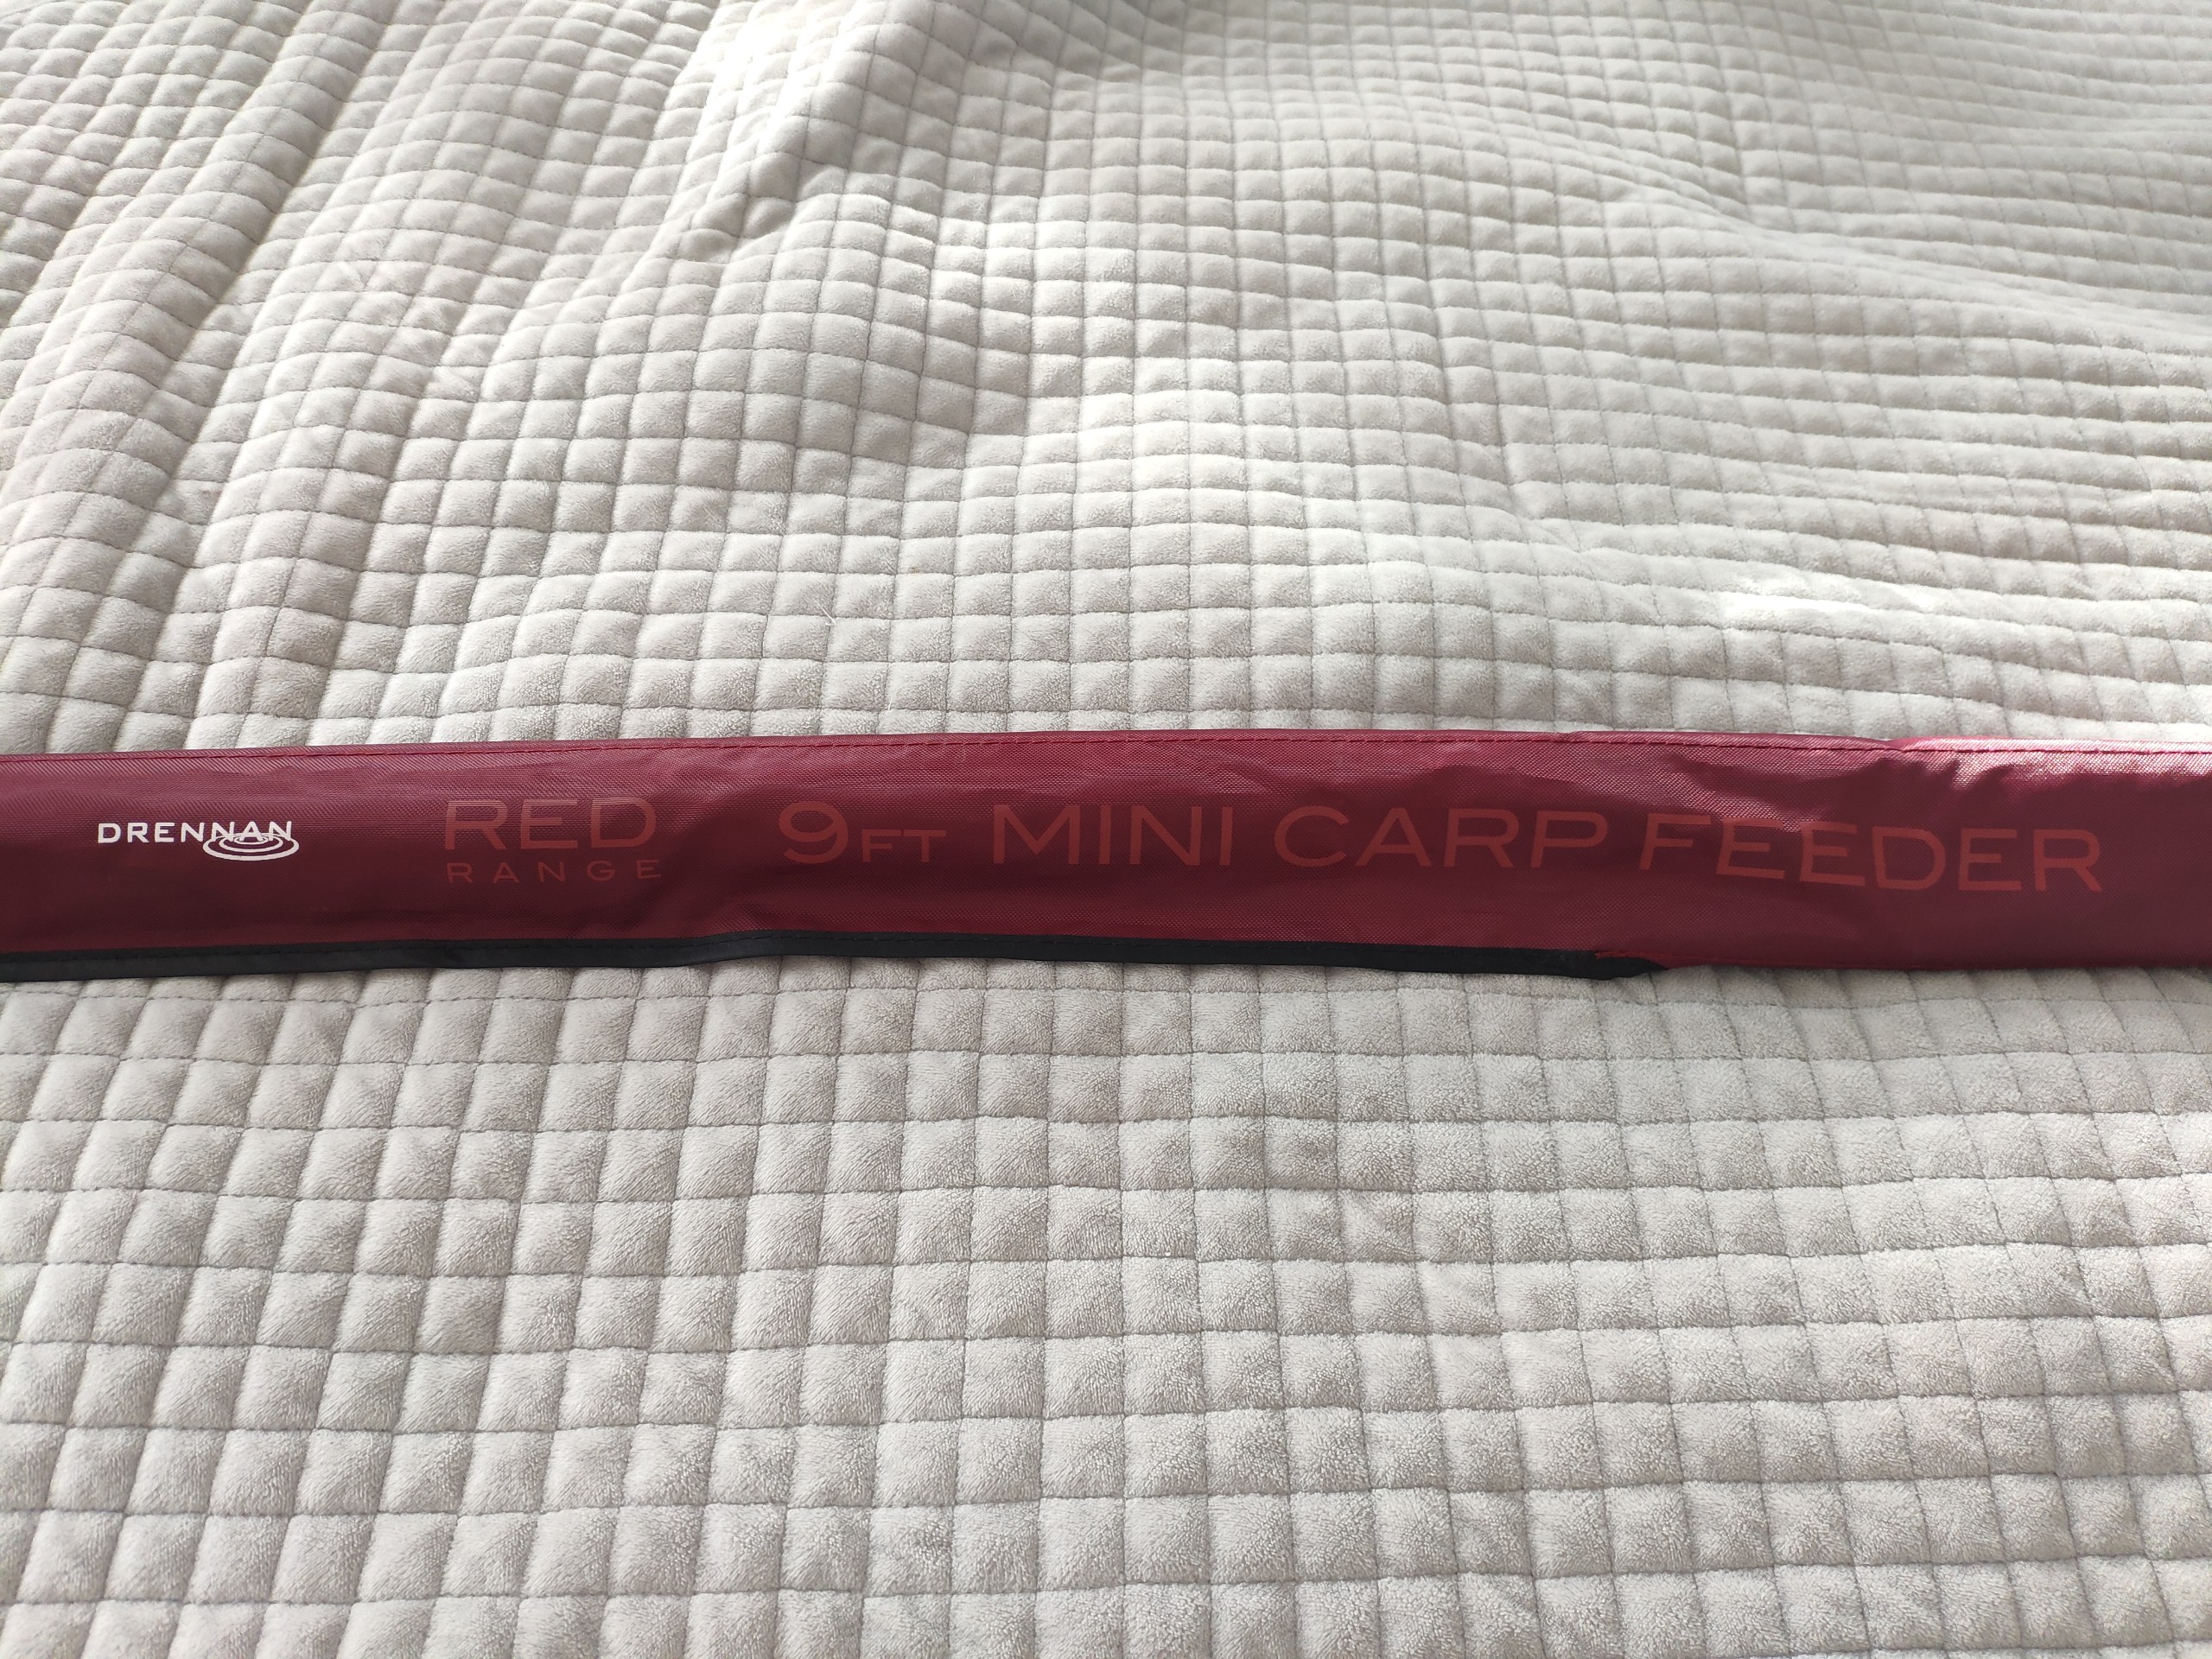 DRENNAN
RED
RANGE
9FT MINI CARP FEEDER